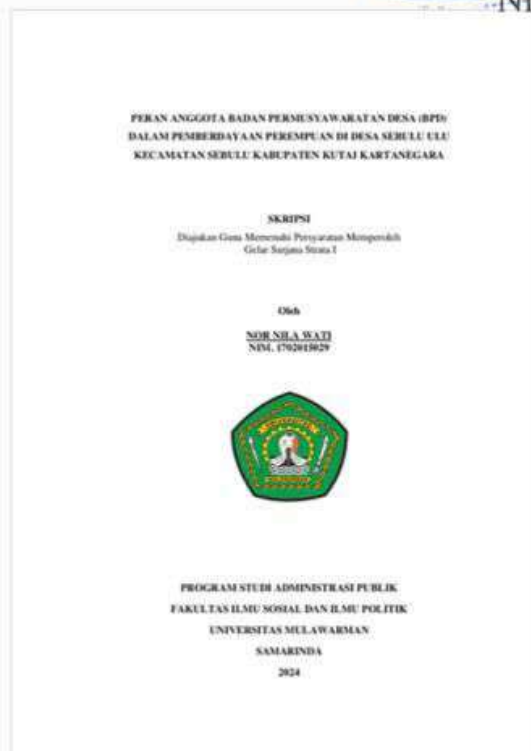 PERAN ANGGOTA BADAN PERMUSYAWARATAN DESA (BPD)
DALAM PEMBERDAYAAN PEREMPUAN DI DESA SEBULU ULU
KECAMATAN SEBULU KABUPATEN KUTAI KARTANEGARA
SKRIPSI
Diajukan Guna Memenuhi Persyaratan Memperoleh
Gelar Sarjana Strata I
Oleh
NOR NILA WATI
NIM. 1702015029
PROGRAM STUDI ADMINISTRASI PUBLIK
FAKULTAS ILMU SOSIAL DAN ILMU POLITIK
UNIVERSITAS MULAWARMAN
SAMARINDA
2024